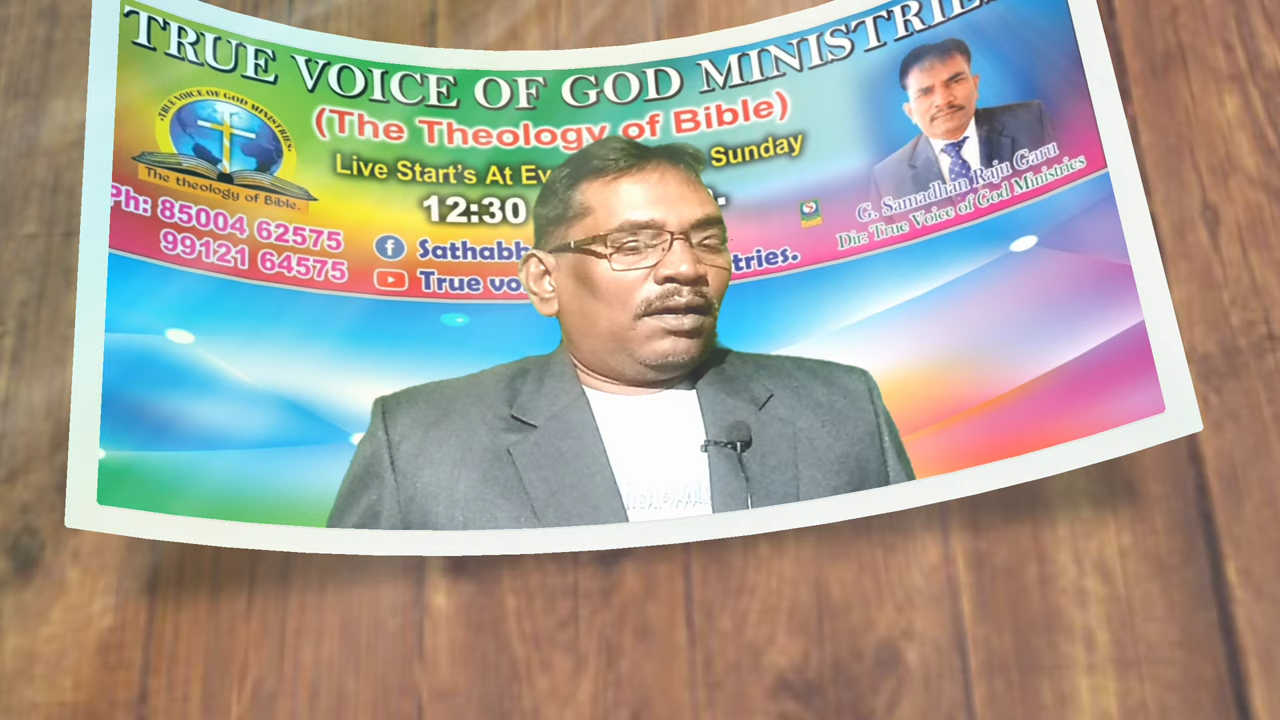 TRUE VOICE OF GOD MINISTRIE
(The Theology of Bible)
Live Start's At Ev Sunday
12:30
TRUE VOICE OF GOD MINISTRIES
The theology of Bible.
Ph: 85004 62575
99121 64575
Sathabh tries.
True vo
G. Samadhan Raju Garu
Dir: True Voice of God Ministries